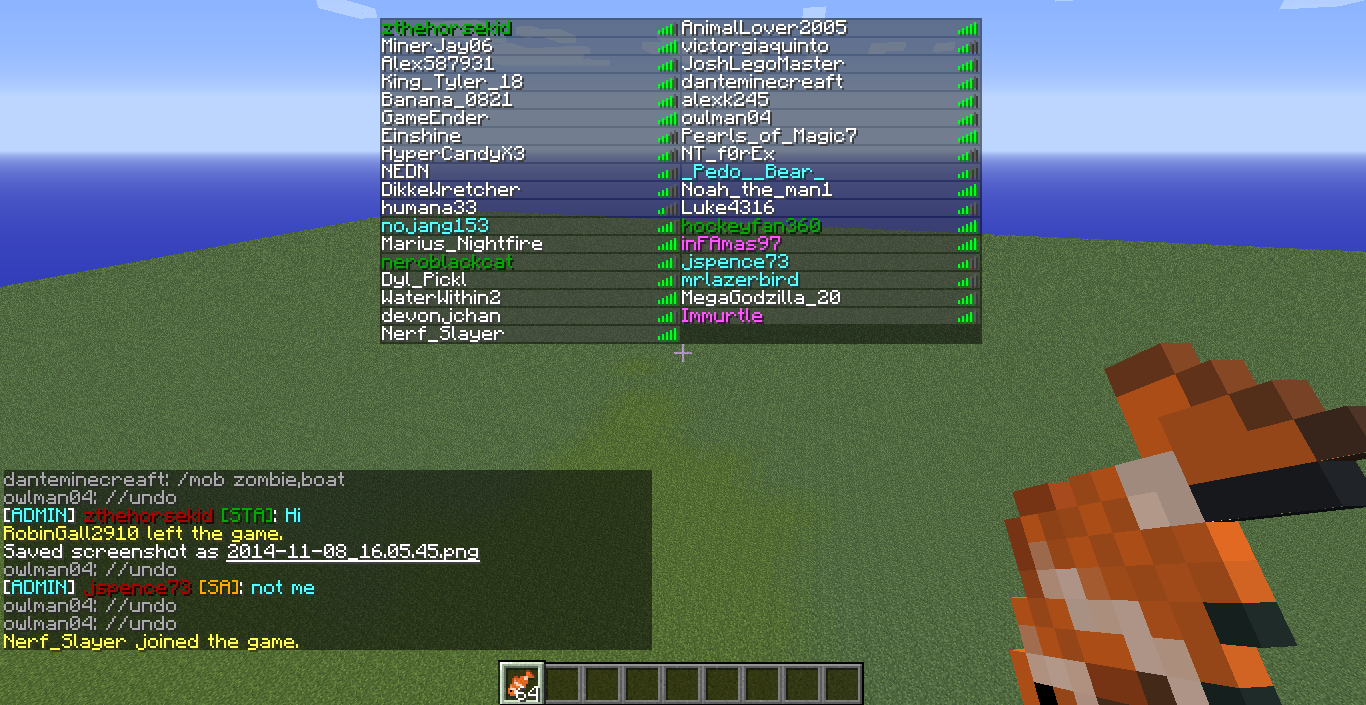 zthehorsekid AnimalLover2005
MinerJay06 victorgiaquinto
Alex587931 JoshLegoMaster
King_Tyler_18 danteminecreaft
Banana_0821 alexk245
GameEnder owlman04
Einshine Pearls_of_Magic7
HyperCandyX3 NT_f0rEx
NEDN _Pedo__Bear_
DikkeWretcher Noah_the_man1
humana33 Luke4316
nojang153 hockeyfan360
Marius_Nightfire inFAmas97
neroblackcat jspence73
Dyl_Pickl mrlazerbird
WaterWithin2 MegaGodzilla_20
devonjchan Immurtle
Nerf_Slayer
danteminecreaft: /mob zombie,boat
owlman04: //undo
[ADMIN] zthehorsekid [STA]: Hi
RobinGall2910 left the game.
Saved screenshot as 2014-11-08_16.05.45.png
owlman04: //undo
[ADMIN] jspence73 [SA]: not me
owlman04: //undo
owlman04: //undo
Nerf_Slayer joined the game.
64